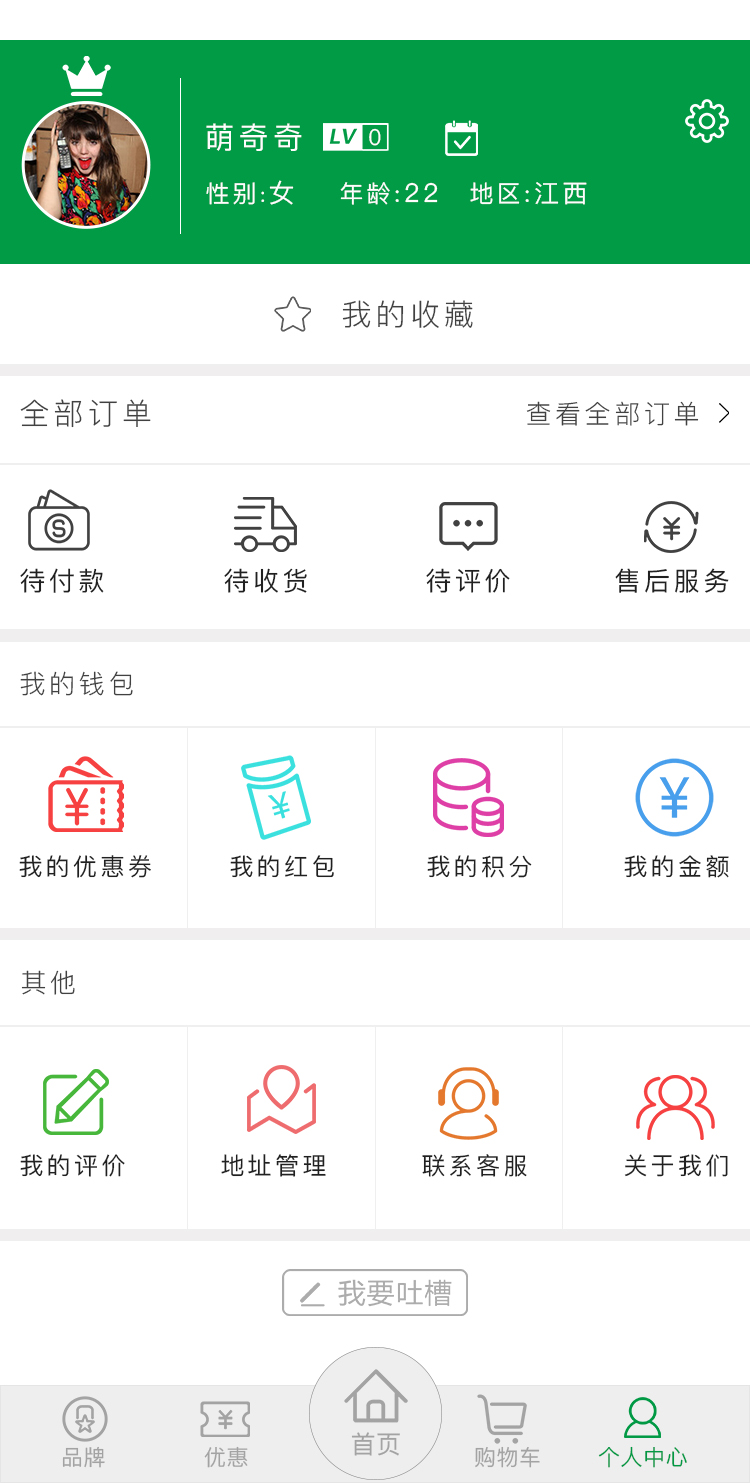 萌奇奇 LV 0
性别:女 年龄:22 地区:江西
我的收藏
全部订单 查看全部订单
待付款 待收货 待评价 售后服务
我的钱包
我的优惠券 我的红包 我的积分 我的金额
其他
我的评价 地址管理 联系客服 关于我们
我要吐槽
品牌 优惠 首页 购物车 个人中心